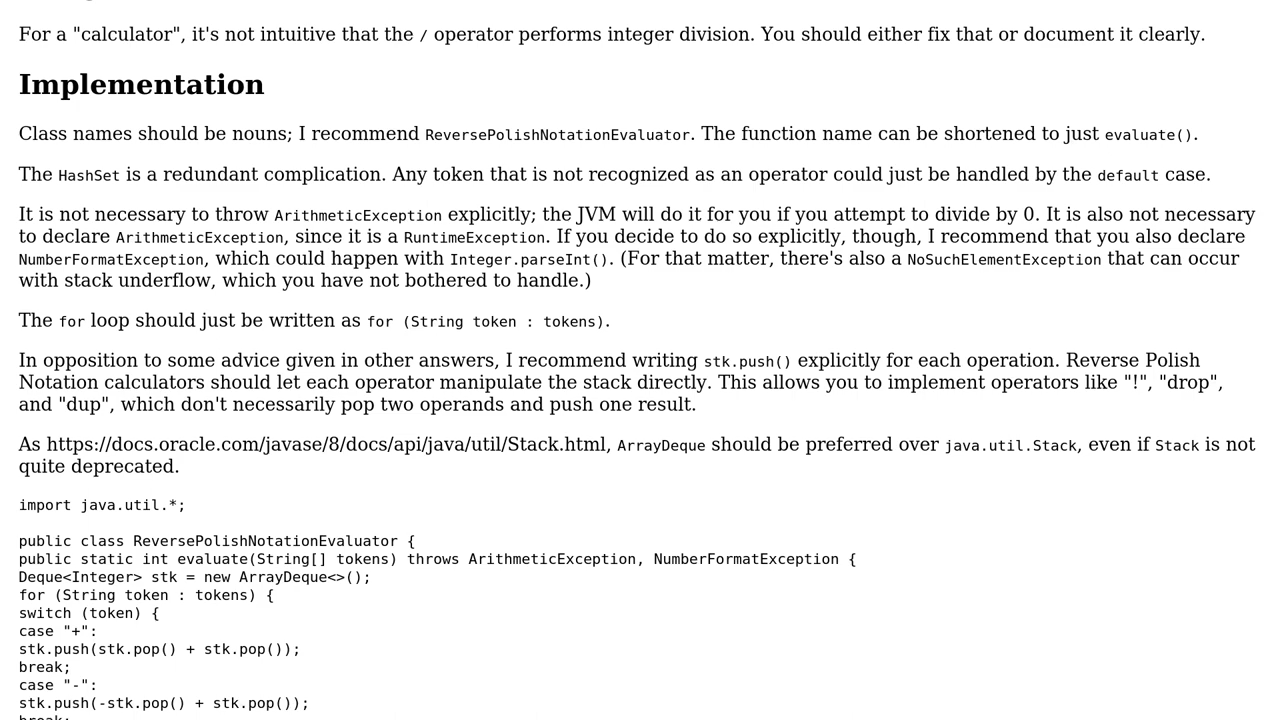 For a "calculator", it's not intuitive that the / operator performs integer division. You should either fix that or document it clearly.
Implementation
Class names should be nouns; I recommend ReversePolishNotationEvaluator. The function name can be shortened to just evaluate().
The HashSet is a redundant complication. Any token that is not recognized as an operator could just be handled by the default case.
It is not necessary to throw ArithmeticException explicitly; the JVM will do it for you if you attempt to divide by 0. It is also not necessary
to declare ArithmeticException, since it is a RuntimeException. If you decide to do so explicitly, though, I recommend that you also declare
NumberFormatException, which could happen with Integer.parseInt(). (For that matter, there's also a NoSuchElementException that can occur
with stack underflow, which you have not bothered to handle.)
The for loop should just be written as for (String token : tokens).
In opposition to some advice given in other answers, I recommend writing stk.push() explicitly for each operation. Reverse Polish
Notation calculators should let each operator manipulate the stack directly. This allows you to implement operators like "!", "drop",
and "dup", which don't necessarily pop two operands and push one result.
As https://docs.oracle.com/javase/8/docs/api/java/util/Stack.html, ArrayDeque should be preferred over java.util.Stack, even if Stack is not
quite deprecated.
import java.util.*;
public class ReversePolishNotationEvaluator {
public static int evaluate(String[] tokens) throws ArithmeticException, NumberFormatException {
Deque<Integer> stk = new ArrayDeque<>();
for (String token : tokens) {
switch (token) {
case "+":
stk.push(stk.pop() + stk.pop());
break;
case "-":
stk.push(-stk.pop() + stk.pop());